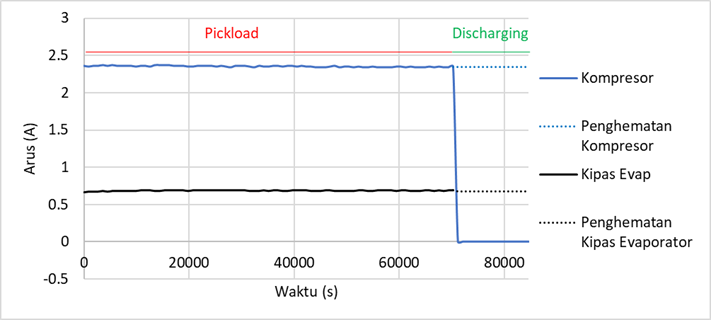 Pickload
Discharging
3
2.5
2
1.5
1
0.5
0
-0.5
Arus (A)
0
20000
40000
60000
80000
Waktu (s)
Kompresor
Penghematan
Kompresor
Kipas Evap
Penghematan
Kipas Evaporator